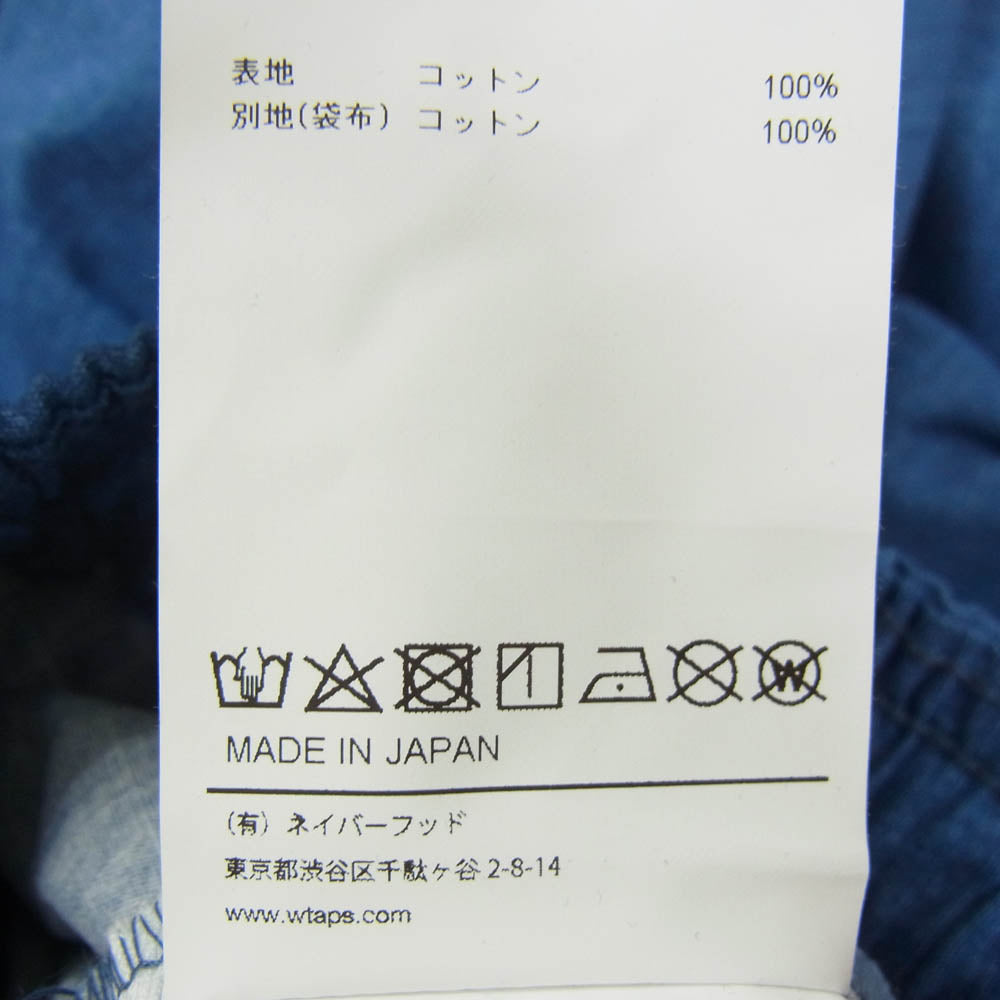 表地 コットン 100%
別地(袋布) コットン 100%
W
MADE IN JAPAN
(有) ネイバーフッド
東京都渋谷区千駄ヶ谷 2-8-14
www.wtaps.com